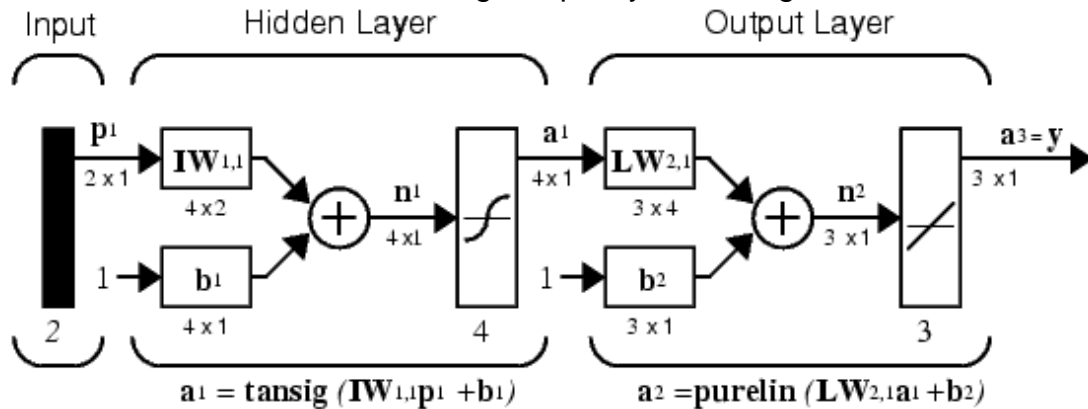 Input Hidden Layer Output Layer
p1 a1 a3 = y
IW1,1 LW2,1
2 x 1 n1 4 x 1 n2 3 x 1
4 x 2 3 x 4
4 x1 3 x 1
1 b1 1 b2
2 4 x 1 4 3 x 1 3
a1 = tansig (IW1,1p1 +b1) a2 =purelin (LW2,1a1 +b2)